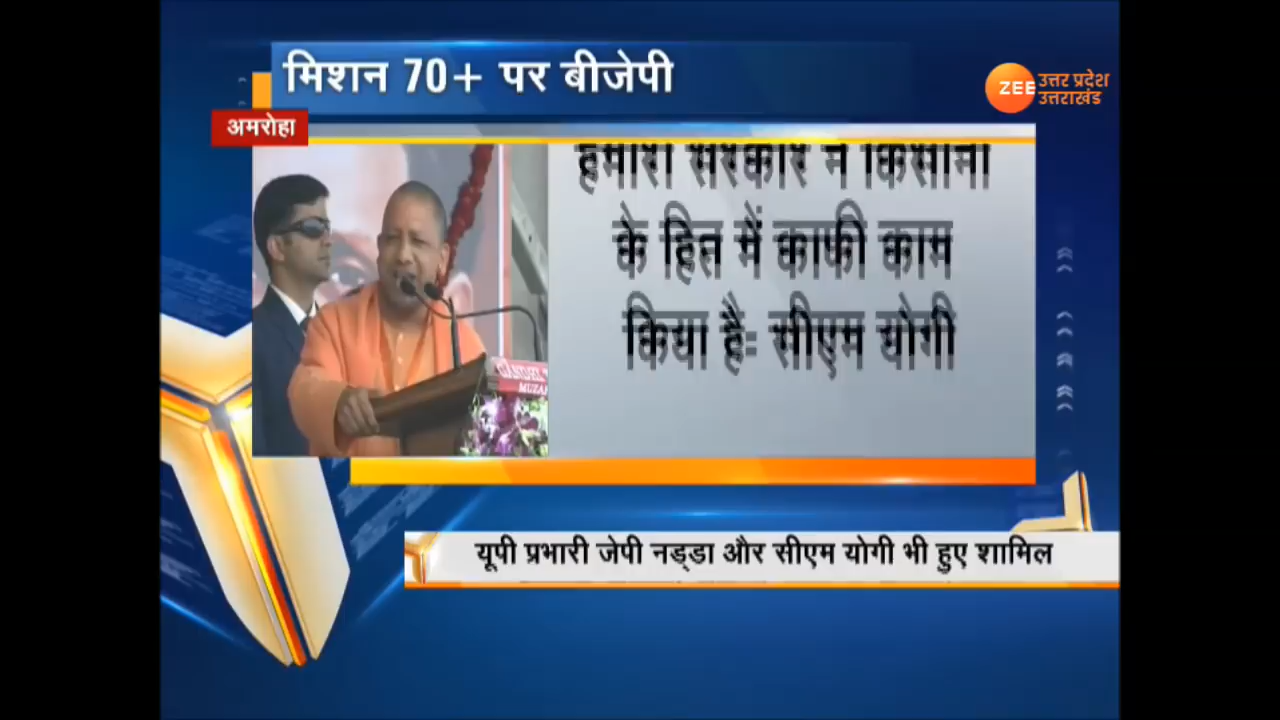 मिशन 70+ पर बीजेपी
ZEE उत्तर प्रदेश
उत्तराखंड
अमरोहा
हमारी सरकार ने किसानों
के हित में काफी काम
किया है: सीएम योगी
यूपी प्रभारी जेपी नड्डा और सीएम योगी भी हुए शामिल